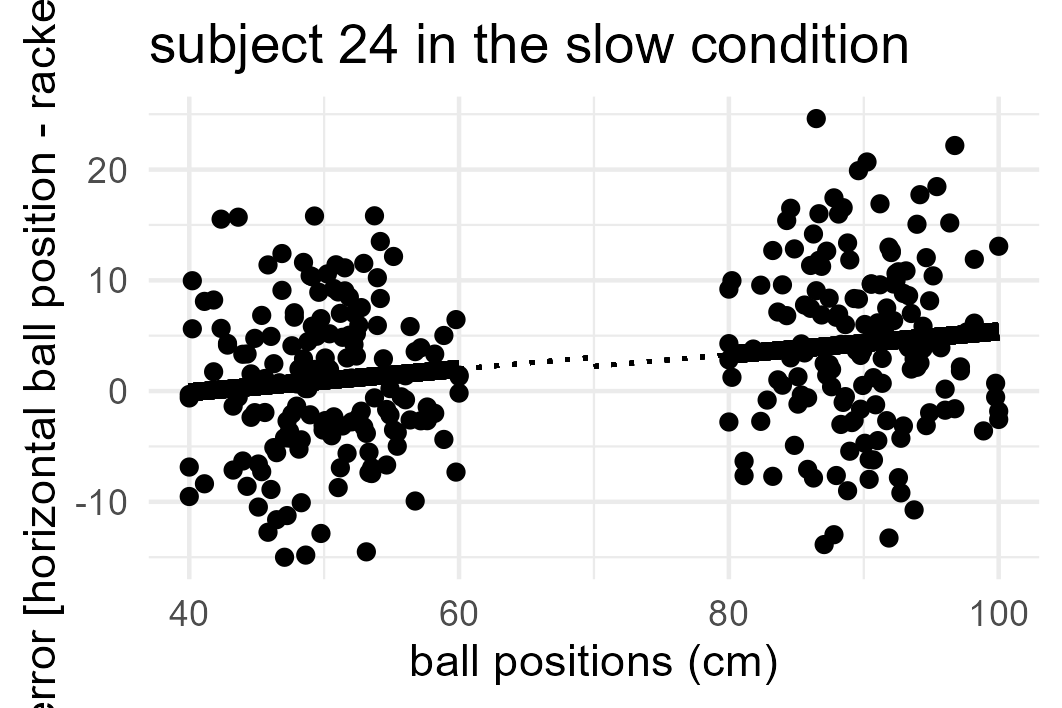 subject 24 in the slow condition
error [horizontal ball position - racke
20
10
0
-10
40 60 80 100
ball positions (cm)